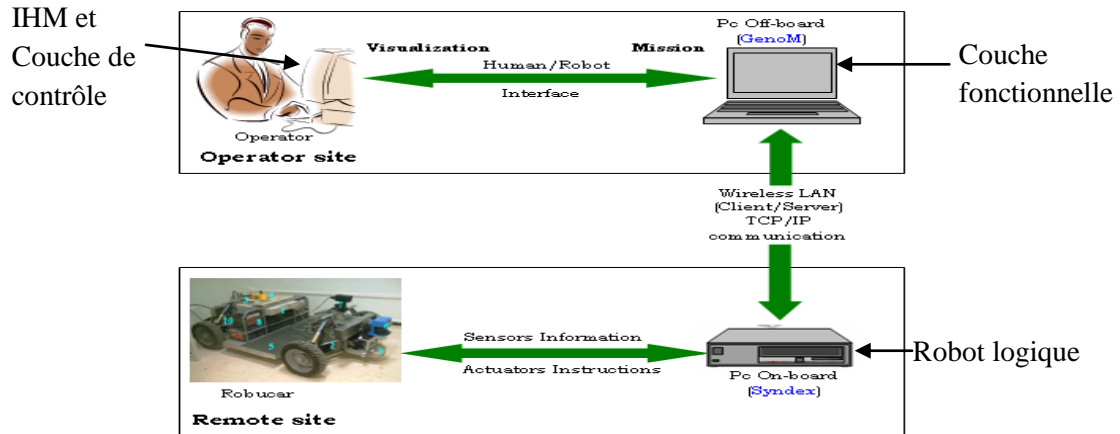 IHM et
Couche de
contrôle
Visualization
Mission
Human/Robot
Interface
Pc Off-board
(GenoM)
Couche
fonctionnelle
Operator
Operator site
Wireless LAN
(Client/Server)
TCP/IP
communication
Sensors Information
Actuators Instructions
Robucar
Remote site
Pc On-board
(Syndex)
Robot logique